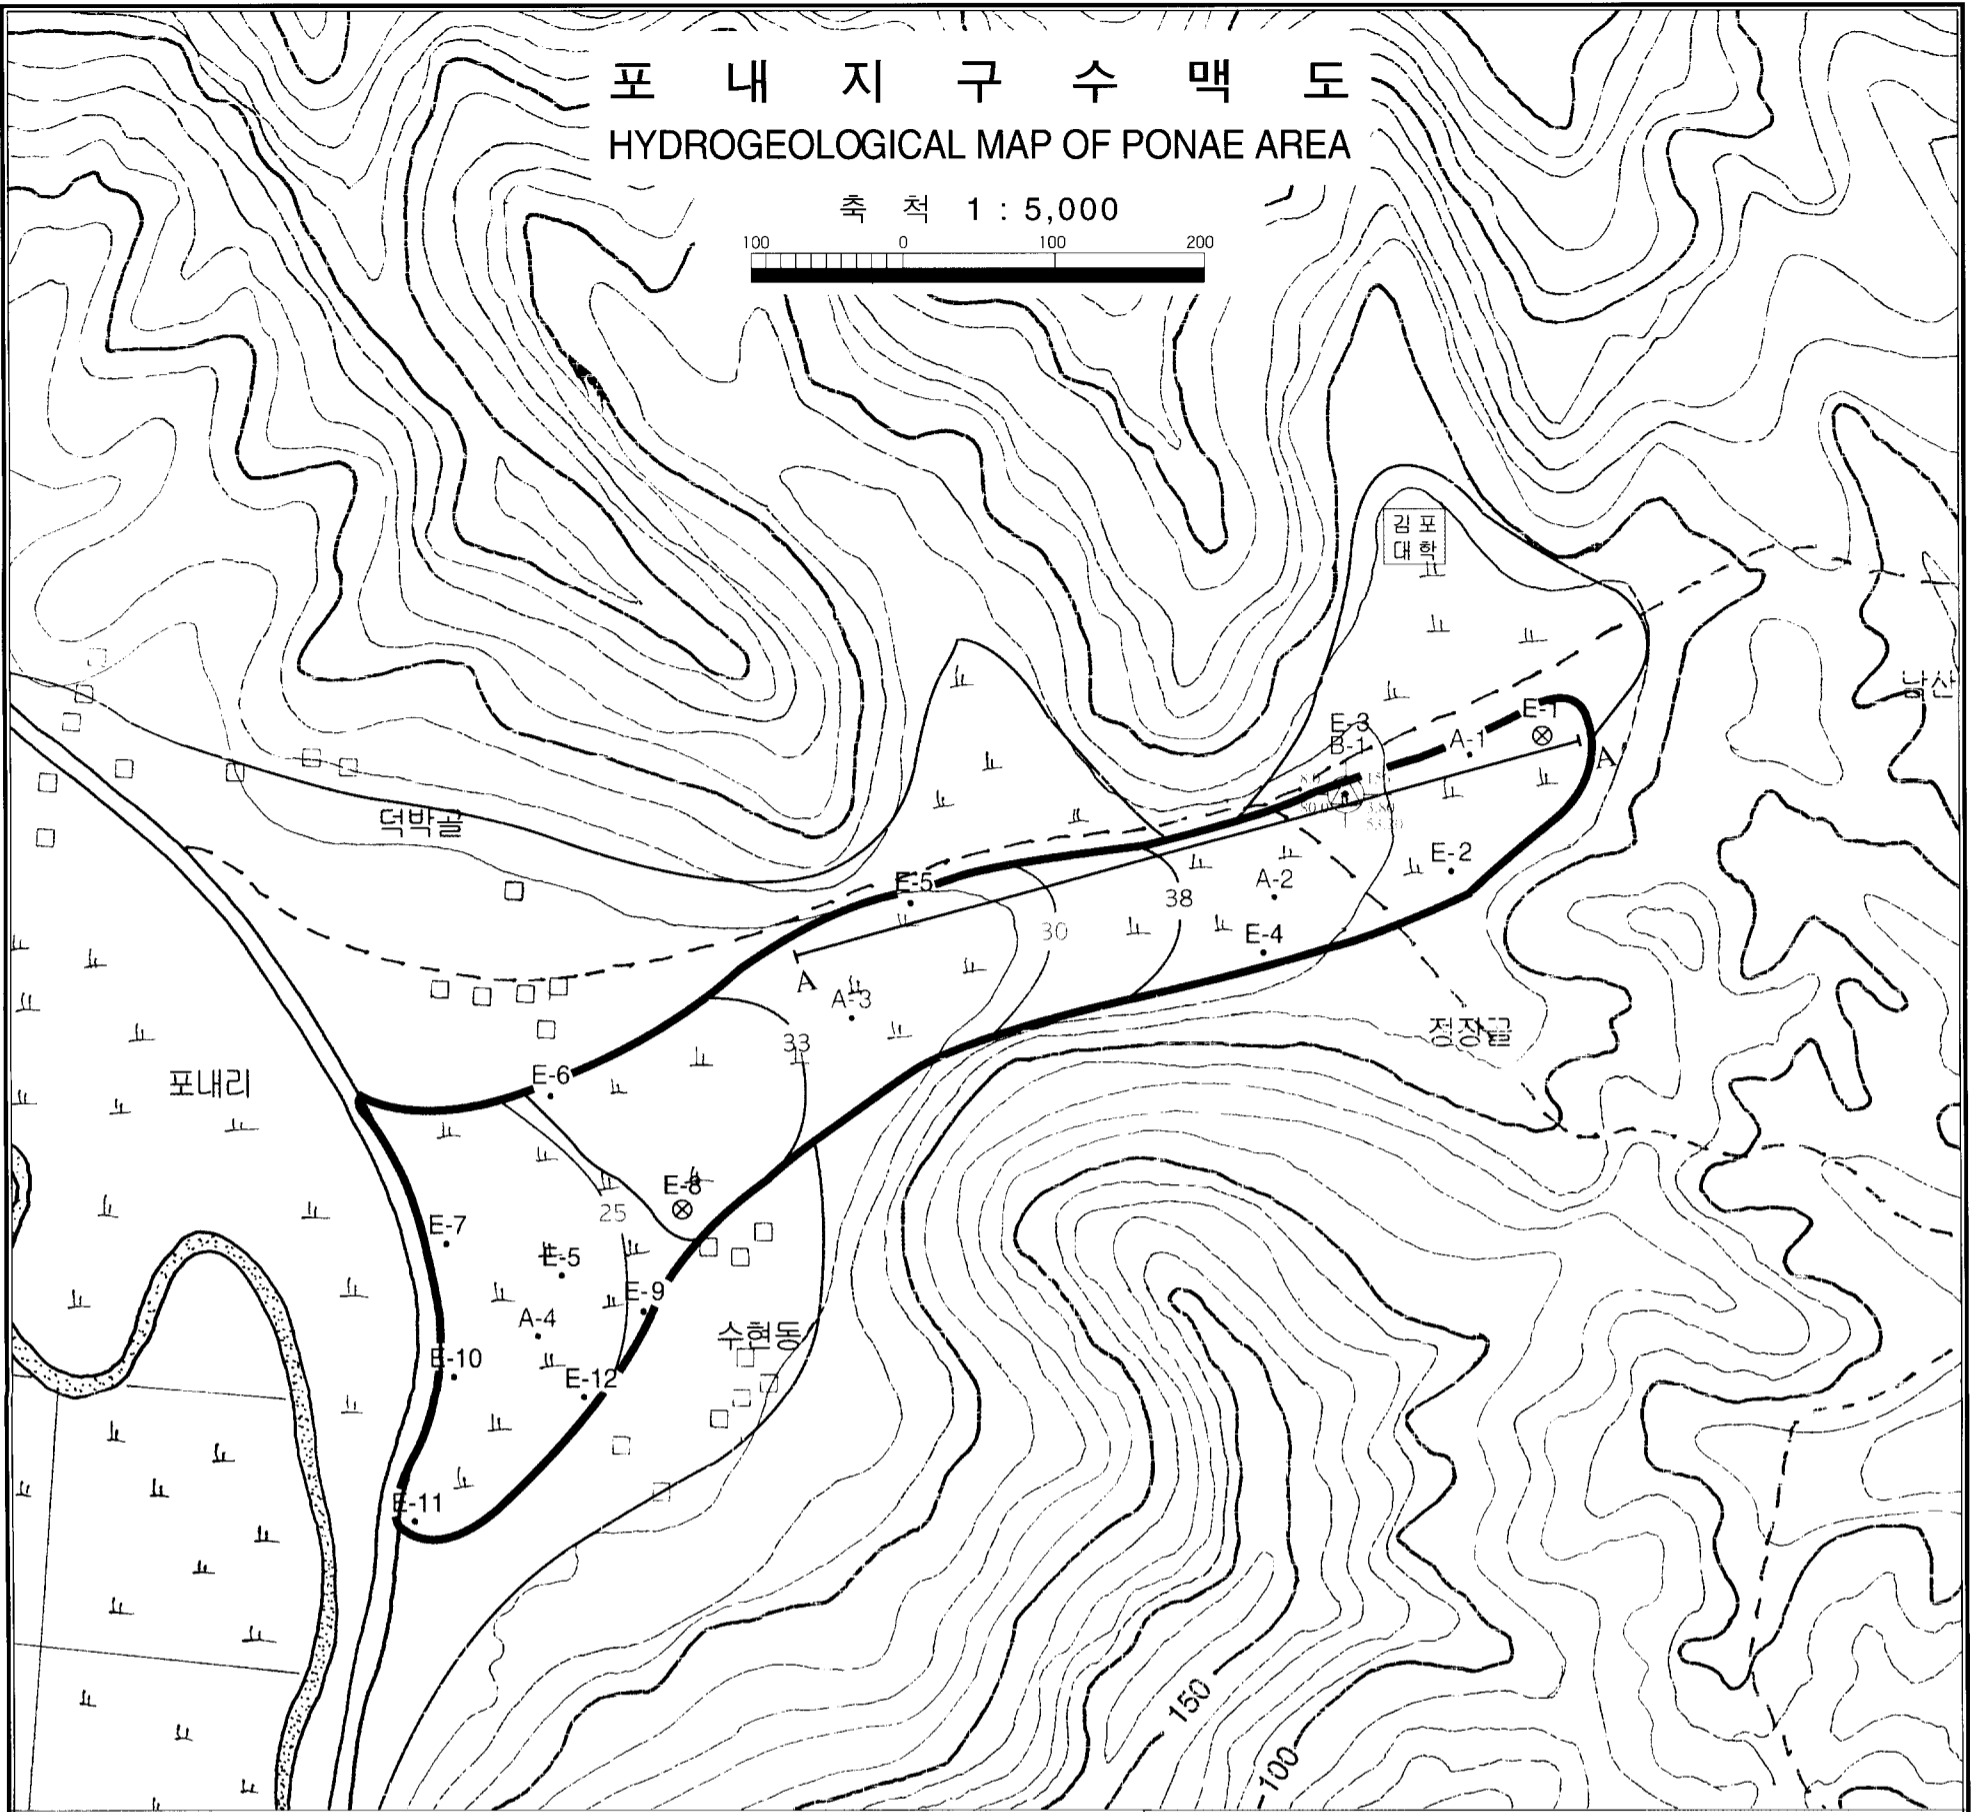 포 내 지 구 수 맥 도
HYDROGEOLOGICAL MAP OF PONAE AREA
축 척 1 : 5,000
100 0 100 200
김 포
대 학
남산
E-1
E-3
B-1
A-1
A'
덕박골
E-2
E-5
A-2
38
30
E-4
A
A-3
정장골
33
E-6
포내리
E-8
25
E-7
E-5
E-9
A-4
수현동
E-10
E-12
E-11
150
100